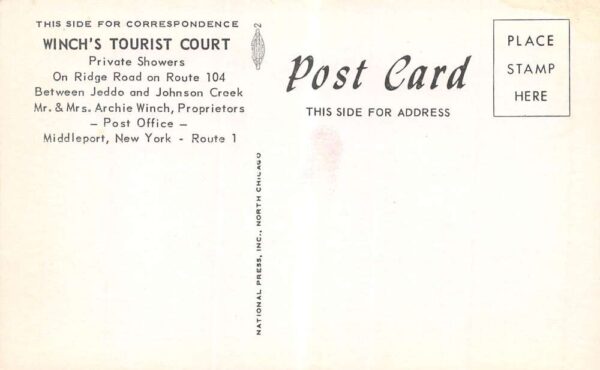 THIS SIDE FOR CORRESPONDENCE
WINCH'S TOURIST COURT
Private Showers
On Ridge Road on Route 104
Between Jeddo and Johnson Creek
Mr. & Mrs. Archie Winch, Proprietors
– Post Office –
Middleport, New York - Route 1
2
NATIONAL PRESS, INC., NORTH CHICAGO
Post Card
THIS SIDE FOR ADDRESS
PLACE
STAMP
HERE